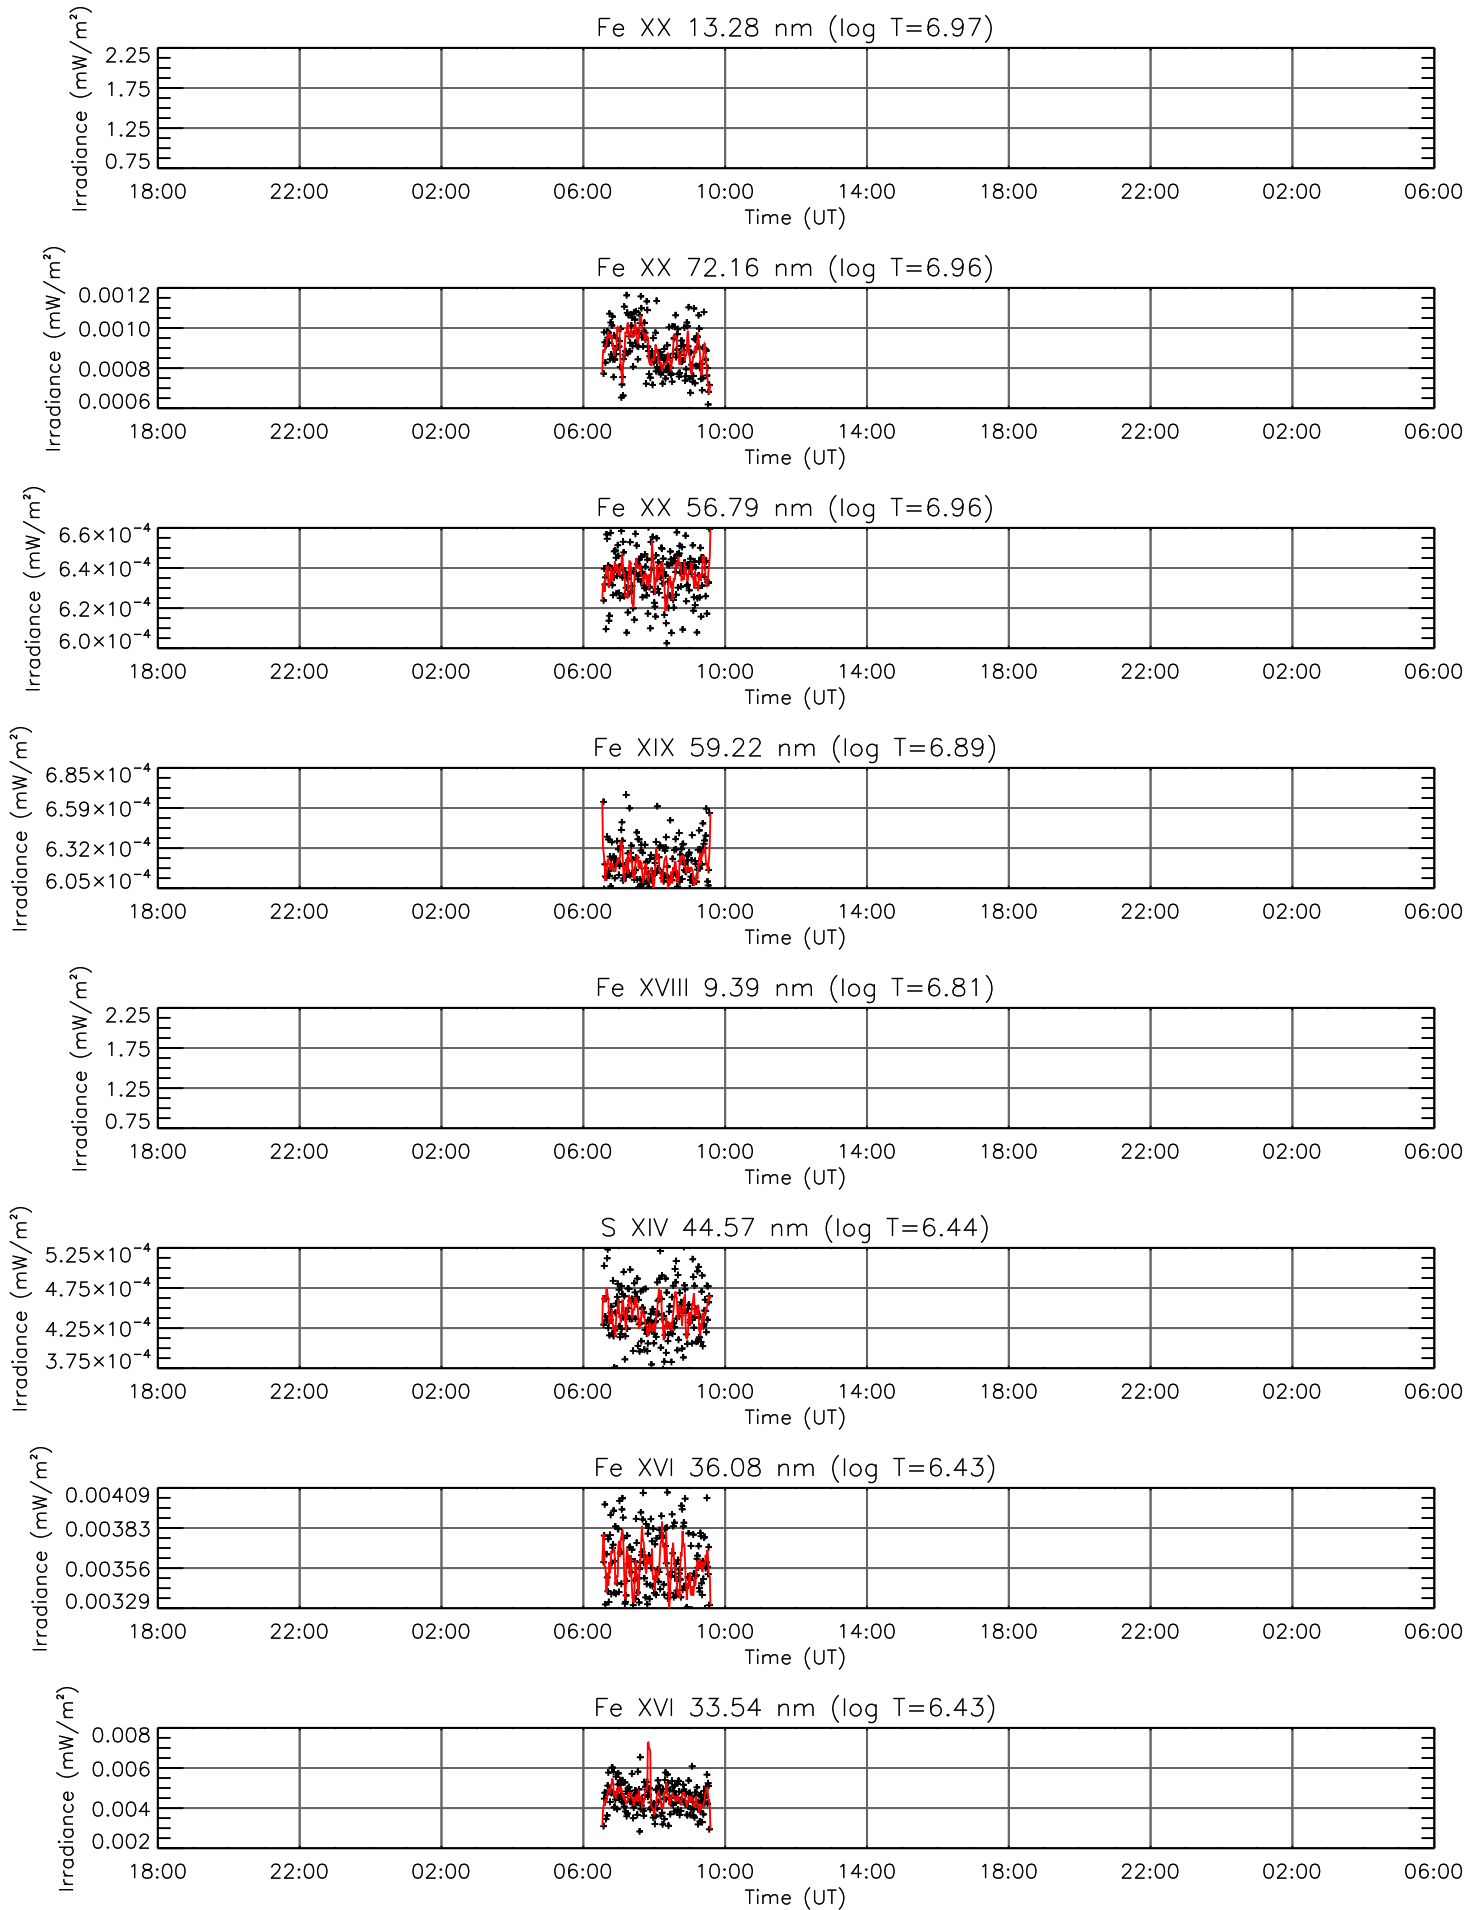 Fe XX 13.28 nm (log T=6.97)
Irradiance (mW/m²)
2.25
1.75
1.25
0.75
18:00 22:00 02:00 06:00 10:00 14:00 18:00 22:00 02:00 06:00
Time (UT)
Fe XX 72.16 nm (log T=6.96)
Irradiance (mW/m²)
0.0012
0.0010
0.0008
0.0006
18:00 22:00 02:00 06:00 10:00 14:00 18:00 22:00 02:00 06:00
Time (UT)
Fe XX 56.79 nm (log T=6.96)
Irradiance (mW/m²)
6.6×10⁻⁴
6.4×10⁻⁴
6.2×10⁻⁴
6.0×10⁻⁴
18:00 22:00 02:00 06:00 10:00 14:00 18:00 22:00 02:00 06:00
Time (UT)
Fe XIX 59.22 nm (log T=6.89)
Irradiance (mW/m²)
6.85×10⁻⁴
6.59×10⁻⁴
6.32×10⁻⁴
6.05×10⁻⁴
18:00 22:00 02:00 06:00 10:00 14:00 18:00 22:00 02:00 06:00
Time (UT)
Fe XVIII 9.39 nm (log T=6.81)
Irradiance (mW/m²)
2.25
1.75
1.25
0.75
18:00 22:00 02:00 06:00 10:00 14:00 18:00 22:00 02:00 06:00
Time (UT)
S XIV 44.57 nm (log T=6.44)
Irradiance (mW/m²)
5.25×10⁻⁴
4.75×10⁻⁴
4.25×10⁻⁴
3.75×10⁻⁴
18:00 22:00 02:00 06:00 10:00 14:00 18:00 22:00 02:00 06:00
Time (UT)
Fe XVI 36.08 nm (log T=6.43)
Irradiance (mW/m²)
0.00409
0.00383
0.00356
0.00329
18:00 22:00 02:00 06:00 10:00 14:00 18:00 22:00 02:00 06:00
Time (UT)
Fe XVI 33.54 nm (log T=6.43)
Irradiance (mW/m²)
0.008
0.006
0.004
0.002
18:00 22:00 02:00 06:00 10:00 14:00 18:00 22:00 02:00 06:00
Time (UT)